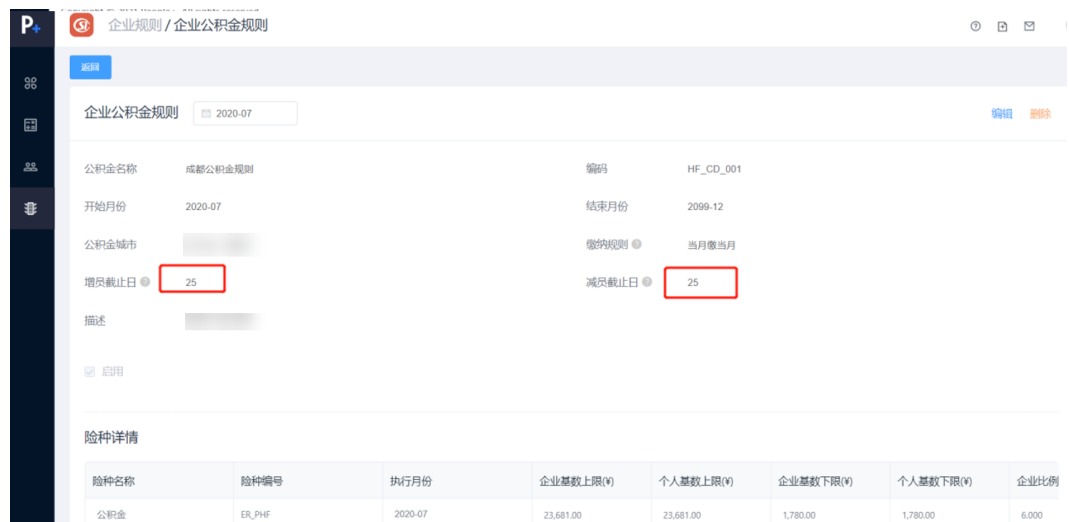 P+
企业规则 / 企业公积金规则
返回
企业公积金规则 2020-07 编辑 删除
公积金名称 成都公积金规则 编码 HF_CD_001
开始月份 2020-07 结束月份 2099-12
公积金城市 缴纳规则 当月缴当月
增员截止日 25 减员截止日 25
描述
启用
险种详情
险种名称 险种编号 执行月份 企业基数上限(¥) 个人基数上限(¥) 企业基数下限(¥) 个人基数下限(¥) 企业比例
公积金 ER_PHF 2020-07 23,681.00 23,681.00 1,780.00 1,780.00 6.000